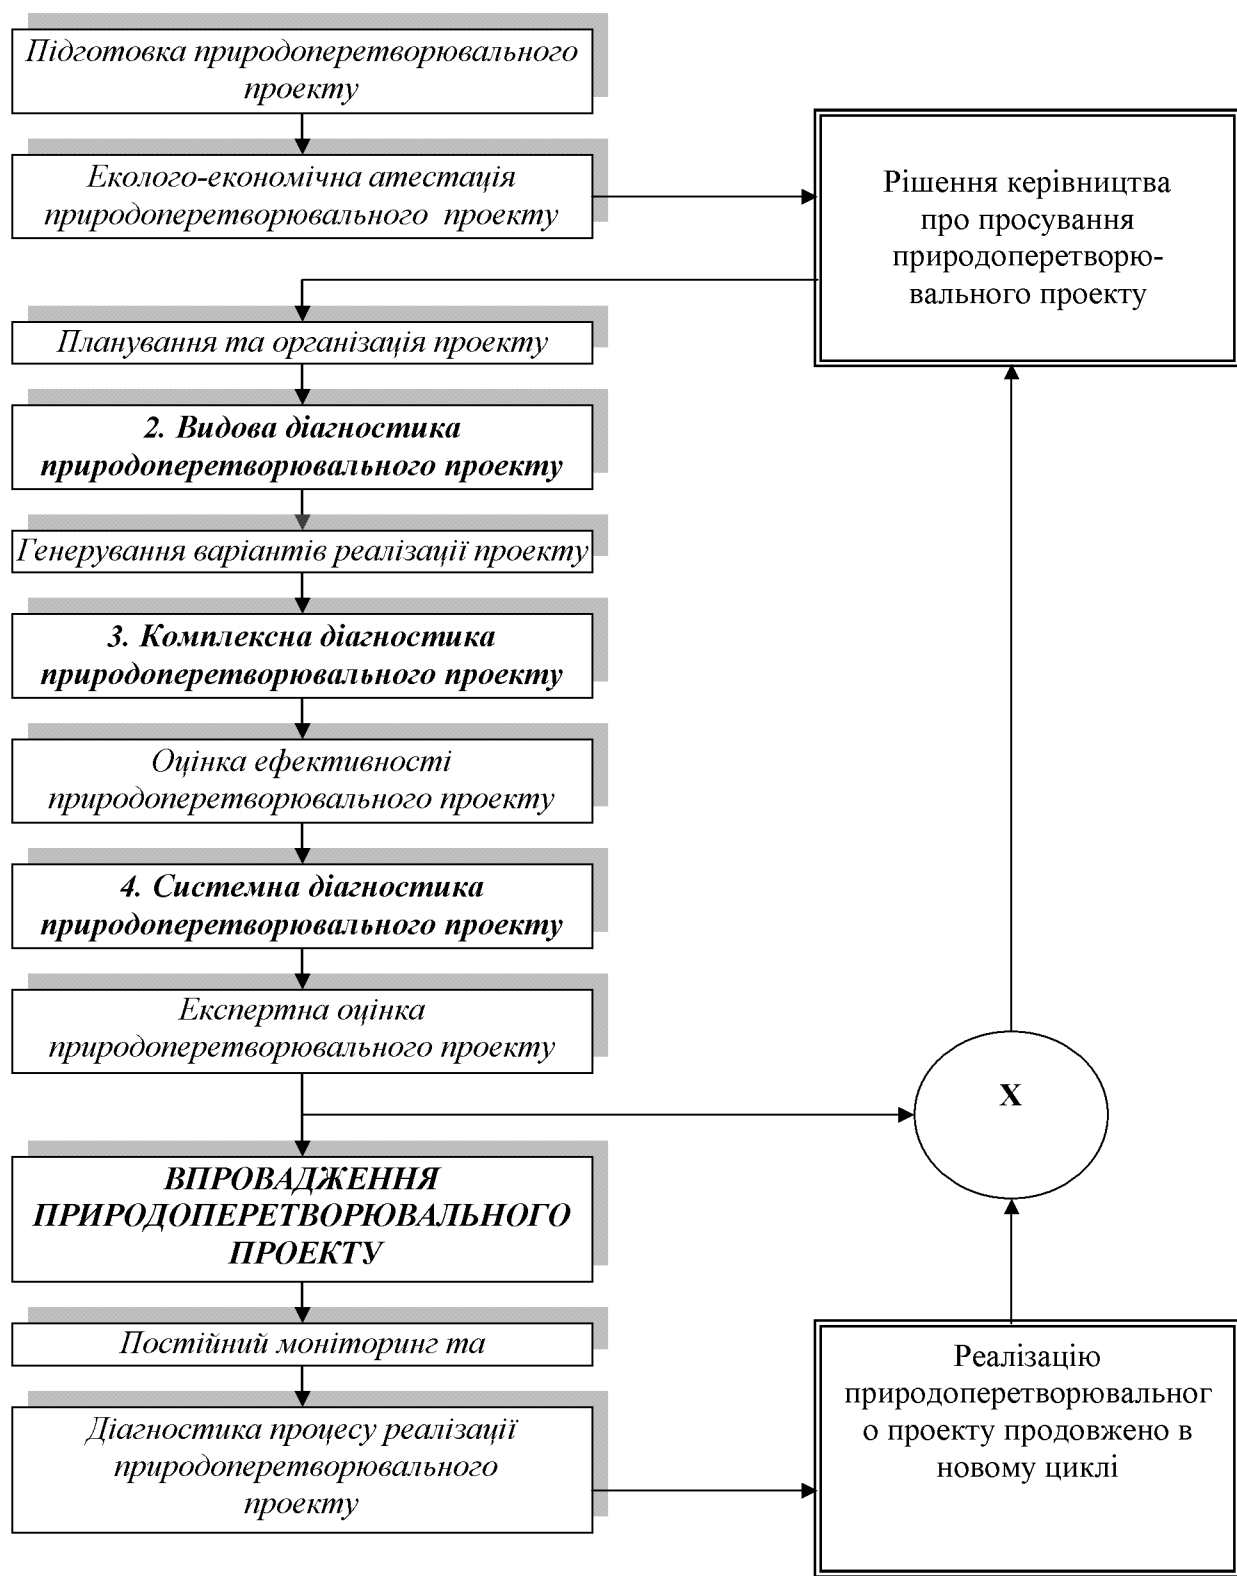 Підготовка природоперетворювального
проекту
Еколого-економічна атестація
природоперетворювального проекту
Рішення керівництва
про просування
природоперетворю-
вального проекту
Планування та організація проекту
2. Видова діагностика
природоперетворювального проекту
Генерування варіантів реалізації проекту
3. Комплексна діагностика
природоперетворювального проекту
Оцінка ефективності
природоперетворювального проекту
4. Системна діагностика
природоперетворювального проекту
Експертна оцінка
природоперетворювального проекту
X
ВПРОВАДЖЕННЯ
ПРИРОДОПЕРЕТВОРЮВАЛЬНОГО
ПРОЕКТУ
Постійний моніторинг та
Діагностика процесу реалізації
природоперетворювального
проекту
Реалізацію
природоперетворювальног
о проекту продовжено в
новому циклі